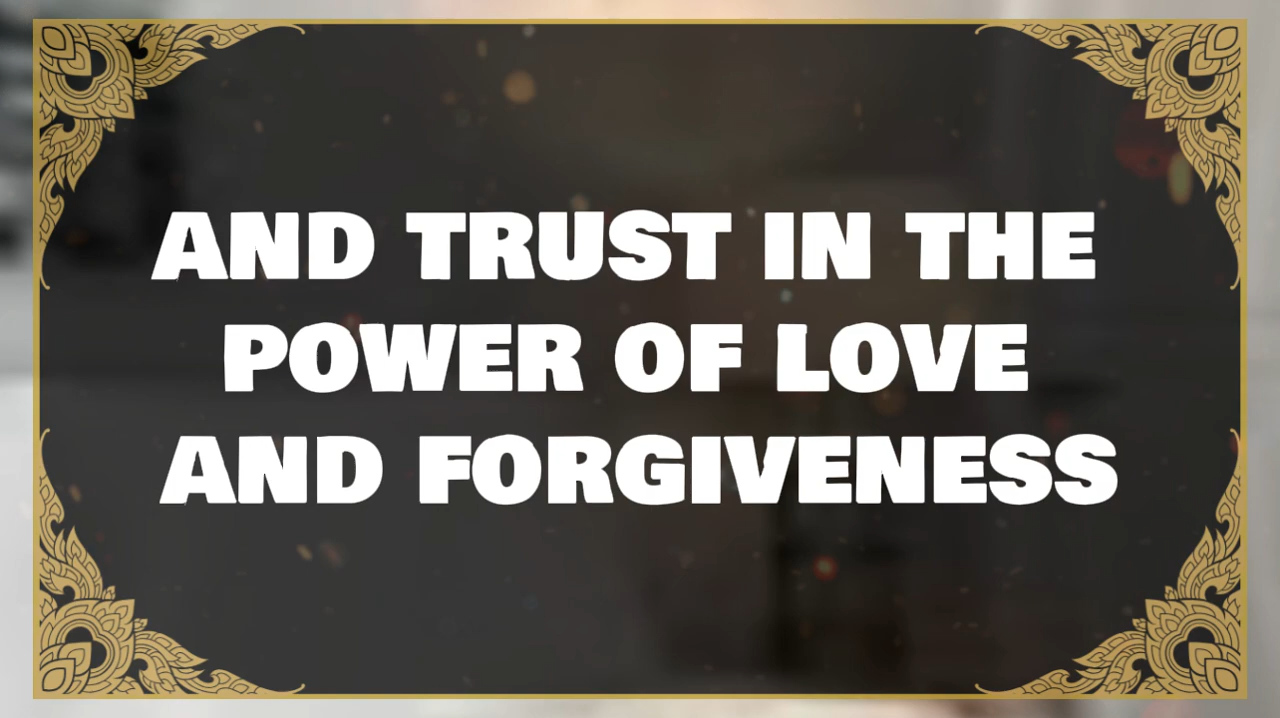 AND TRUST IN THE
POWER OF LOVE
AND FORGIVENESS